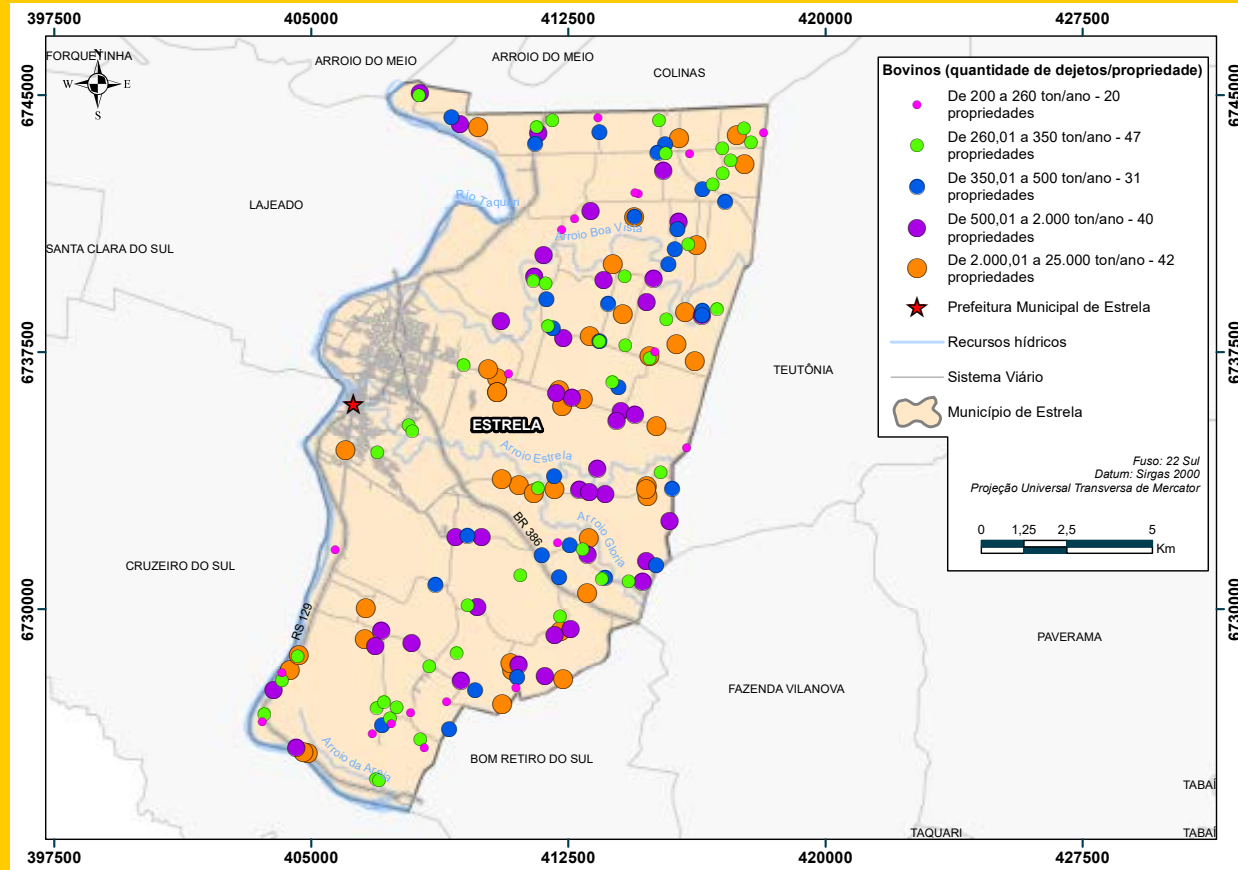 397500
405000
412500
420000
427500
FORQUETINHA
ARROIO DO MEIO
ARROIO DO MEIO
COLINAS
N
W
E
S
6745000
6745000
Bovinos (quantidade de dejetos/propriedade)
De 200 a 260 ton/ano - 20
propriedades
De 260,01 a 350 ton/ano - 47
propriedades
De 350,01 a 500 ton/ano - 31
propriedades
De 500,01 a 2.000 ton/ano - 40
propriedades
De 2.000,01 a 25.000 ton/ano - 42
propriedades
Prefeitura Municipal de Estrela
Recursos hídricos
Sistema Viário
Município de Estrela
Fuso: 22 Sul
Datum: Sirgas 2000
Projeção Universal Transversa de Mercator
0
1,25
2,5
5
Km
LAJEADO
Rio Taquari
SANTA CLARA DO SUL
Arroio Boa Vista
6737500
6737500
TEUTÔNIA
ESTRELA
Arroio Estrela
BR 386
Arroio Gloria
CRUZEIRO DO SUL
6730000
6730000
RS 129
PAVERAMA
FAZENDA VILANOVA
Arroio da Areia
BOM RETIRO DO SUL
TABAÍ
TAQUARI
TABAÍ
397500
405000
412500
420000
427500